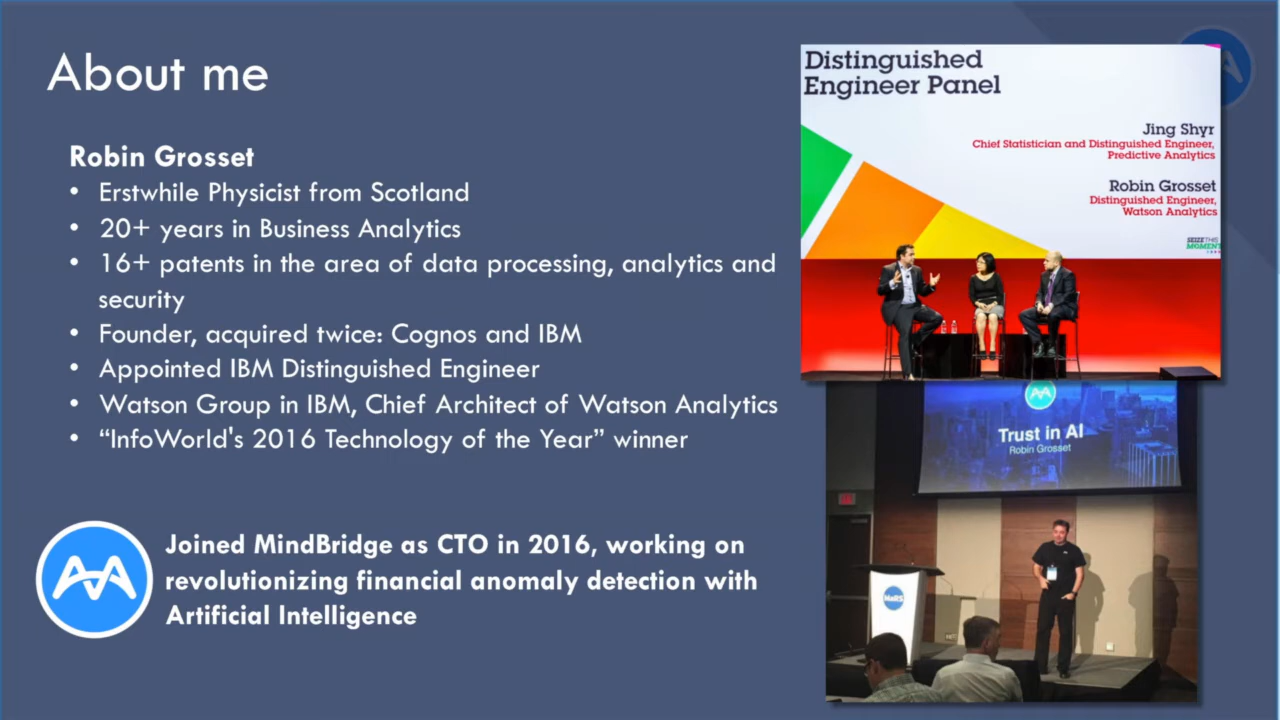 About me
Robin Grosset
• Erstwhile Physicist from Scotland
• 20+ years in Business Analytics
• 16+ patents in the area of data processing, analytics and
security
• Founder, acquired twice: Cognos and IBM
• Appointed IBM Distinguished Engineer
• Watson Group in IBM, Chief Architect of Watson Analytics
• “InfoWorld's 2016 Technology of the Year” winner
Joined MindBridge as CTO in 2016, working on
revolutionizing financial anomaly detection with
Artificial Intelligence
Distinguished
Engineer Panel
Jing Shyr
Chief Statistician and Distinguished Engineer,
Predictive Analytics
Robin Grosset
Distinguished Engineer,
Watson Analytics
SEIZE THIS
MOMENT
Trust in AI
Robin Grosset
MaRS